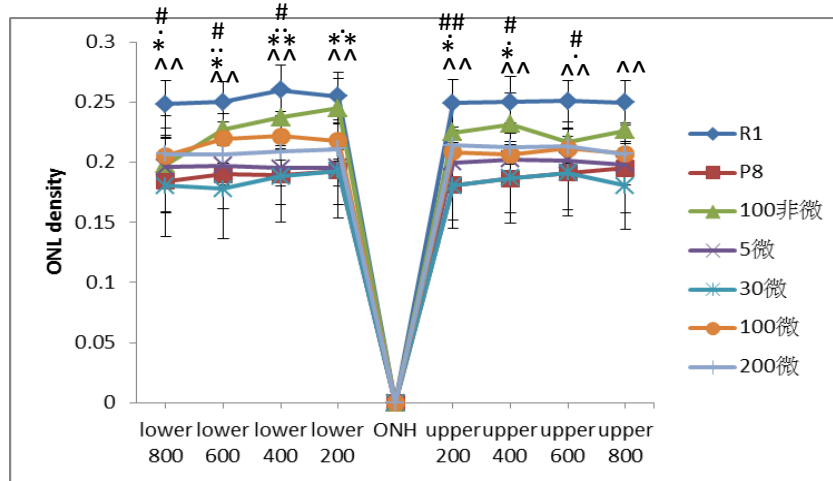 #
:
*
^^
#
::
*
^^
#
::
**
^^
.
**
^^
##
:
*
^^
#
.
*
^^
#
.
^^
^^
0.3
0.25
0.2
0.15
0.1
0.05
0
ONL density
lower 800
lower 600
lower 400
lower 200
ONH
upper 200
upper 400
upper 600
upper 800
R1
P8
100非微
5微
30微
100微
200微